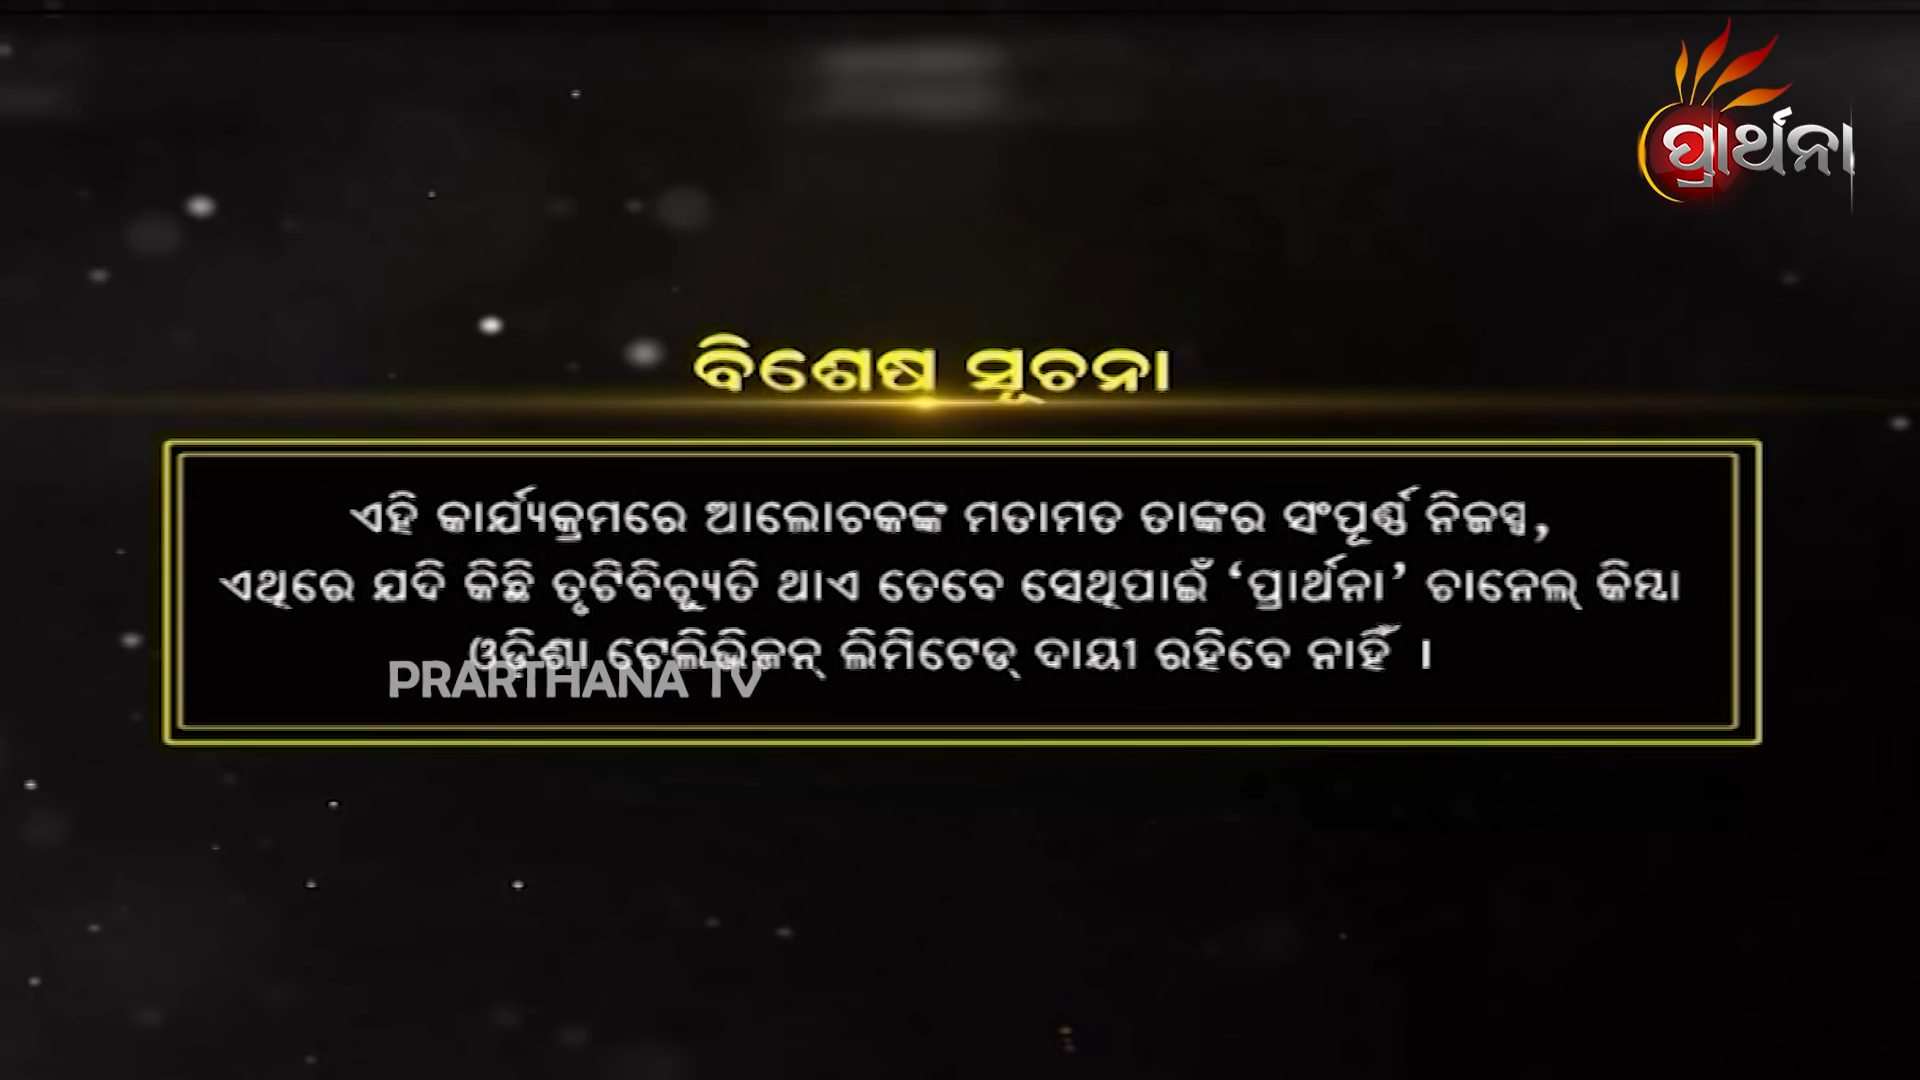 ପ୍ରାର୍ଥନା
ବିଶେଷ ସୂଚନା
ଏହି କାର୍ଯ୍ୟକ୍ରମରେ ଆଲୋଚକଙ୍କ ମତାମତ ତାଙ୍କର ସଂପୂର୍ଣ୍ଣ ନିଜସ୍ୱ,
ଏଥିରେ ଯଦି କିଛି ତୃଟିବିଚ୍ୟୁତି ଥାଏ ତେବେ ସେଥିପାଇଁ ‘ପ୍ରାର୍ଥନା’ ଚାନେଲ୍ କିମ୍ୱା
ଓଡ଼ିଶା ଟେଲିଭିଜନ୍ ଲିମିଟେଡ୍ ଦାୟୀ ରହିବେ ନାହିଁ ।
PRARTHANA TV